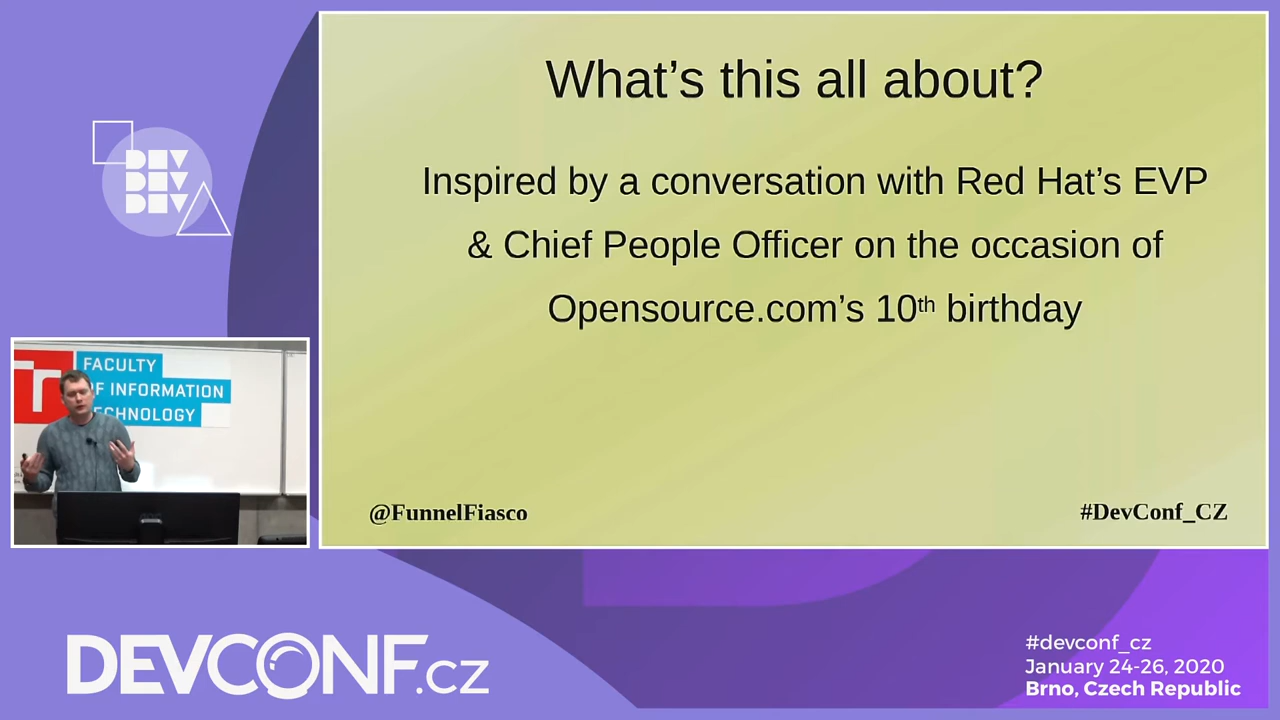 What's this all about?
Inspired by a conversation with Red Hat's EVP
& Chief People Officer on the occasion of
Opensource.com's 10th birthday
@FunnelFiasco
#DevConf_CZ
DEV
DEV
DEV
FACULTY
OF INFORMATION
TECHNOLOGY
DEVCONF.cz
#devconf_cz
January 24-26, 2020
Brno, Czech Republic